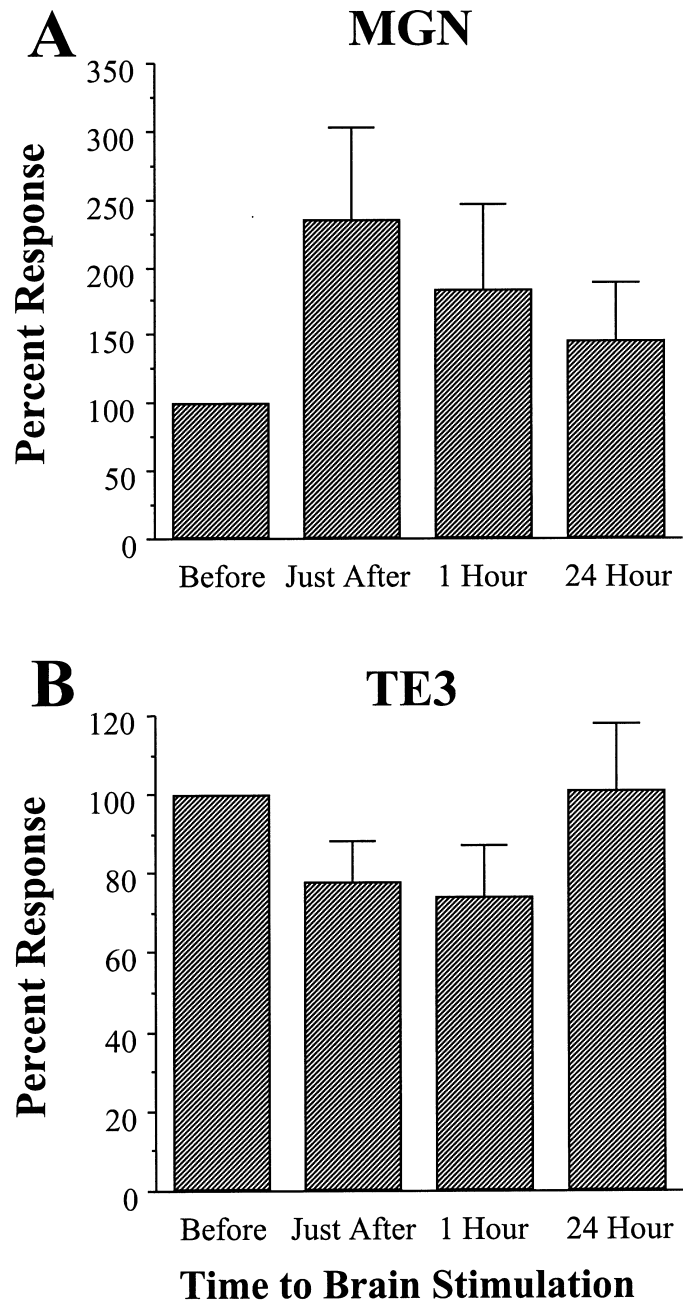 A
MGN
350
300
250
200
150
100
50
0
Percent Response
Before Just After 1 Hour 24 Hour
B
TE3
120
100
80
60
40
20
0
Percent Response
Before Just After 1 Hour 24 Hour
Time to Brain Stimulation